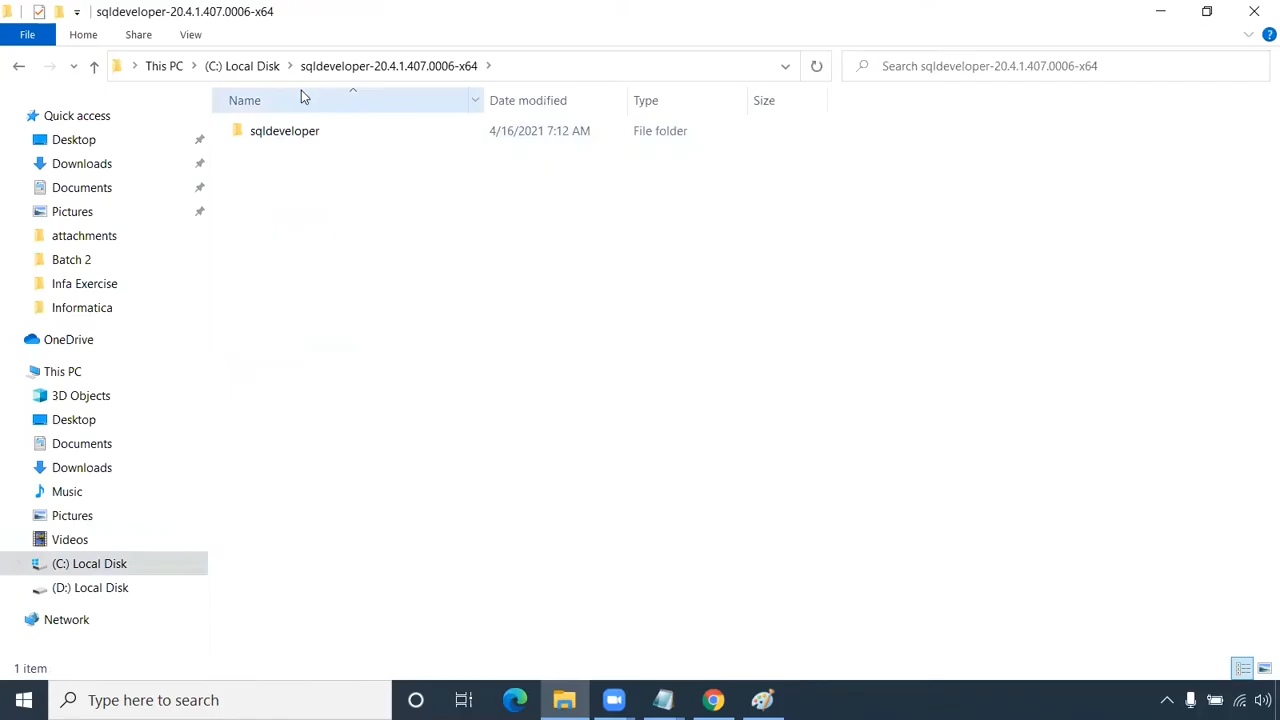 sqldeveloper-20.4.1.407.0006-x64
File Home Share View
This PC (C:) Local Disk sqldeveloper-20.4.1.407.0006-x64
Search sqldeveloper-20.4.1.407.0006-x64
Name Date modified Type Size
sqldeveloper 4/16/2021 7:12 AM File folder
Quick access
Desktop
Downloads
Documents
Pictures
attachments
Batch 2
Infa Exercise
Informatica
OneDrive
This PC
3D Objects
Desktop
Documents
Downloads
Music
Pictures
Videos
(C:) Local Disk
(D:) Local Disk
Network
1 item
Type here to search